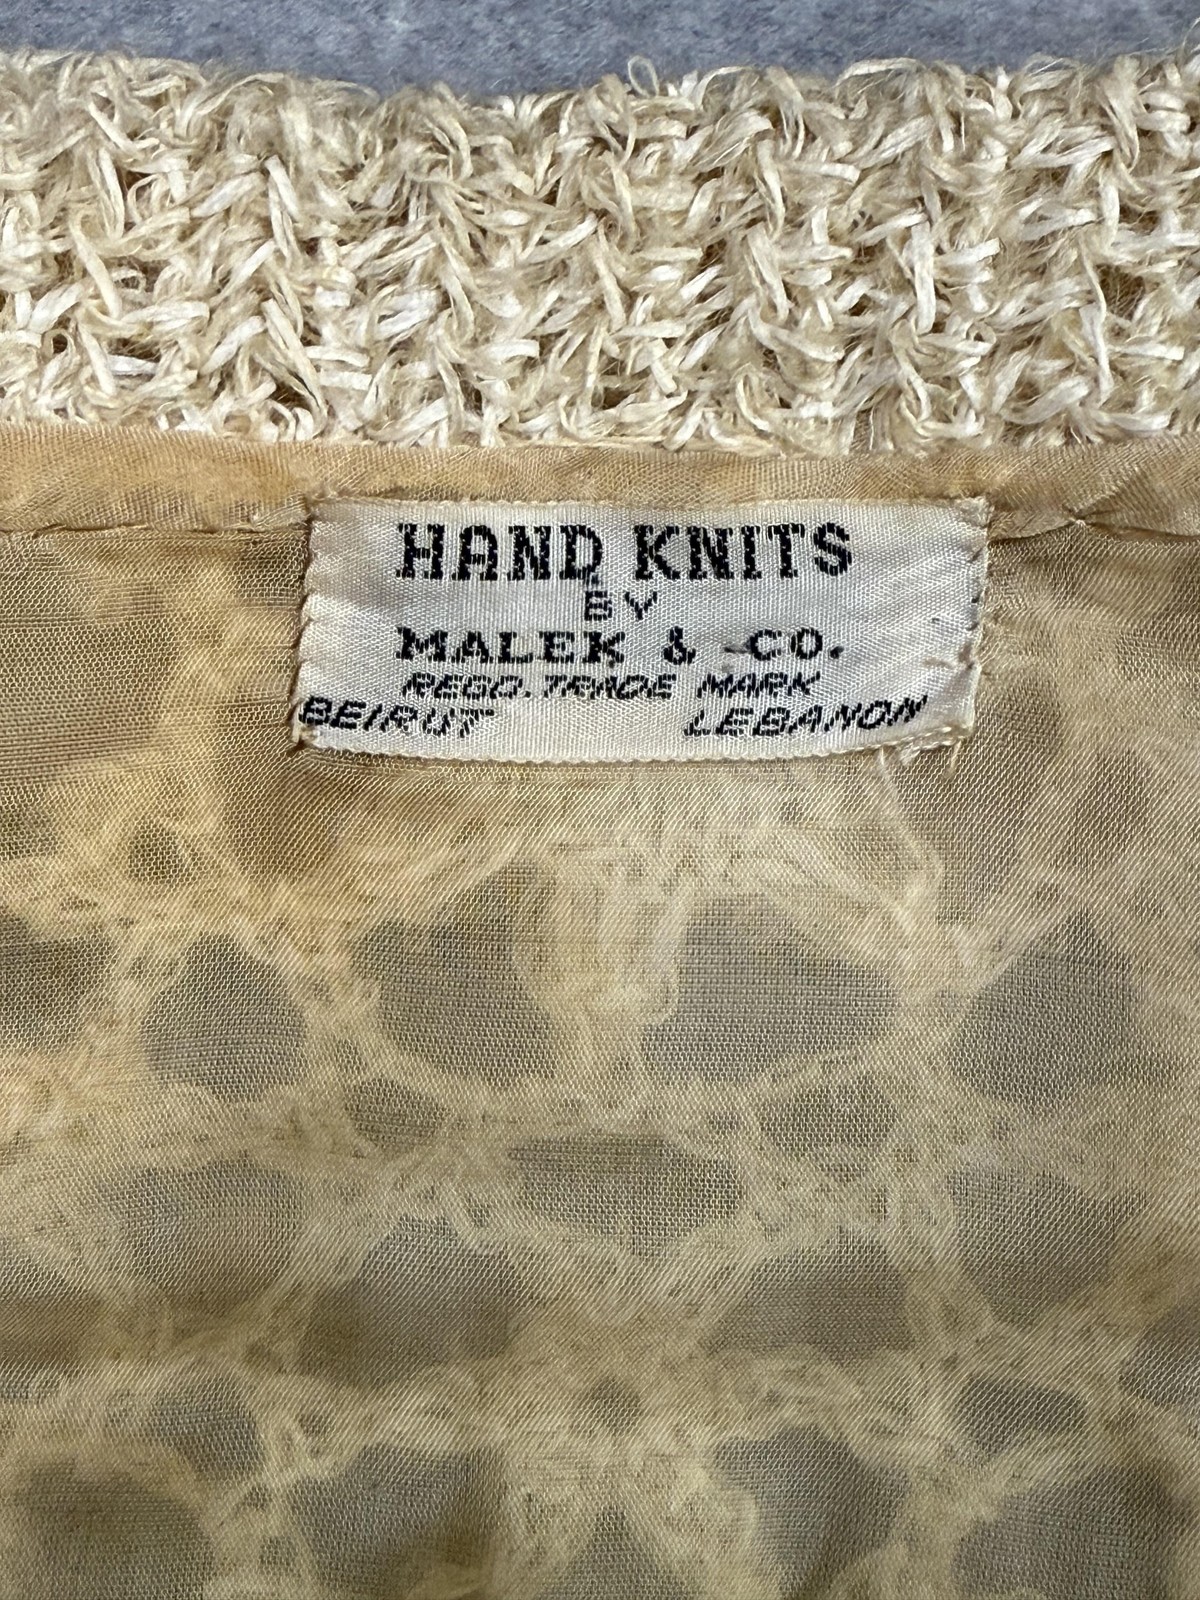 HAND KNITS
BY
MALEK & CO.
REGD. TRADE MARK
BEIRUT LEBANON